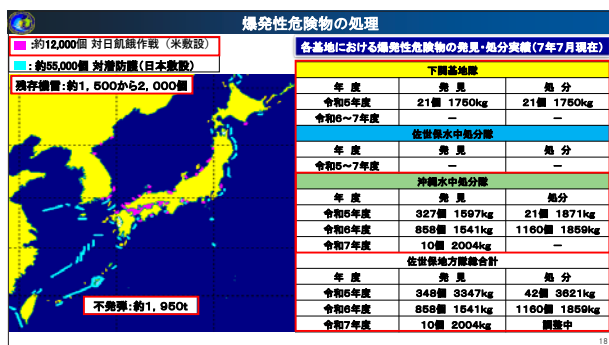 爆発性危険物の処理
:約12,000個 対日飢餓作戦（米敷設）
:約55,000個 対潜防護(日本敷設)
残存機雷:約1,500から2,000個
不発弾:約1,950t
各基地における爆発性危険物の発見・処分実績(7年7月現在)
下関基地隊
年 度 発 見 処 分
令和5年度 21個 1750kg 21個 1750kg
令和6~7年度 － －
佐世保水中処分隊
年 度 発 見 処 分
令和5~7年度 － －
沖縄水中処分隊
年 度 発 見 処分
令和5年度 327個 1597kg 21個 1871kg
令和6年度 858個 1541kg 1160個 1859kg
令和7年度 10個 2004kg －
佐世保地方隊総合計
年 度 発 見 処 分
令和5年度 348個 3347kg 42個 3621kg
令和6年度 858個 1541kg 1160個 1859kg
令和7年度 10個 2004kg 調整中
18